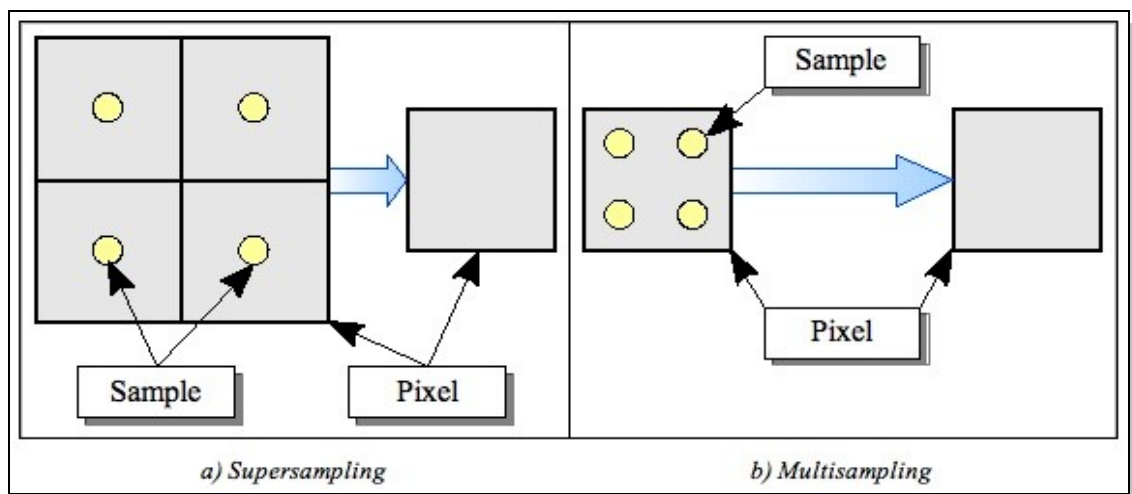 Sample
Sample
Pixel
Pixel
a) Supersampling
b) Multisampling